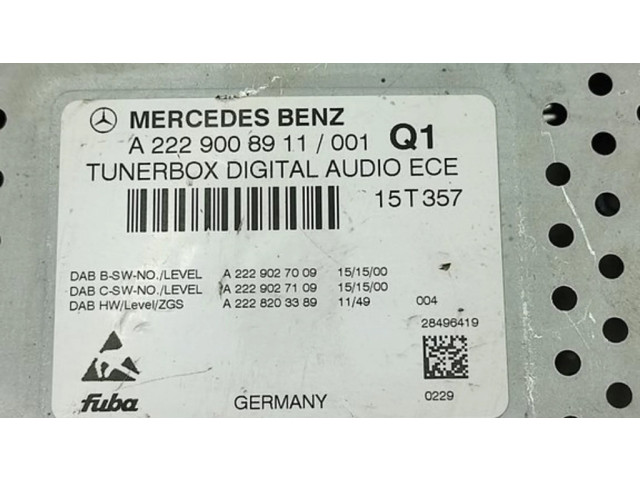 MERCEDES BENZ
A 222 900 89 11 / 001 Q1
TUNERBOX DIGITAL AUDIO ECE
15T357
DAB B-SW-NO./LEVEL A 222 902 70 09 15/15/00
DAB C-SW-NO./LEVEL A 222 902 71 09 15/15/00
DAB HW/Level/ZGS A 222 820 33 89 11/49 004
28496419
fuba GERMANY 0229